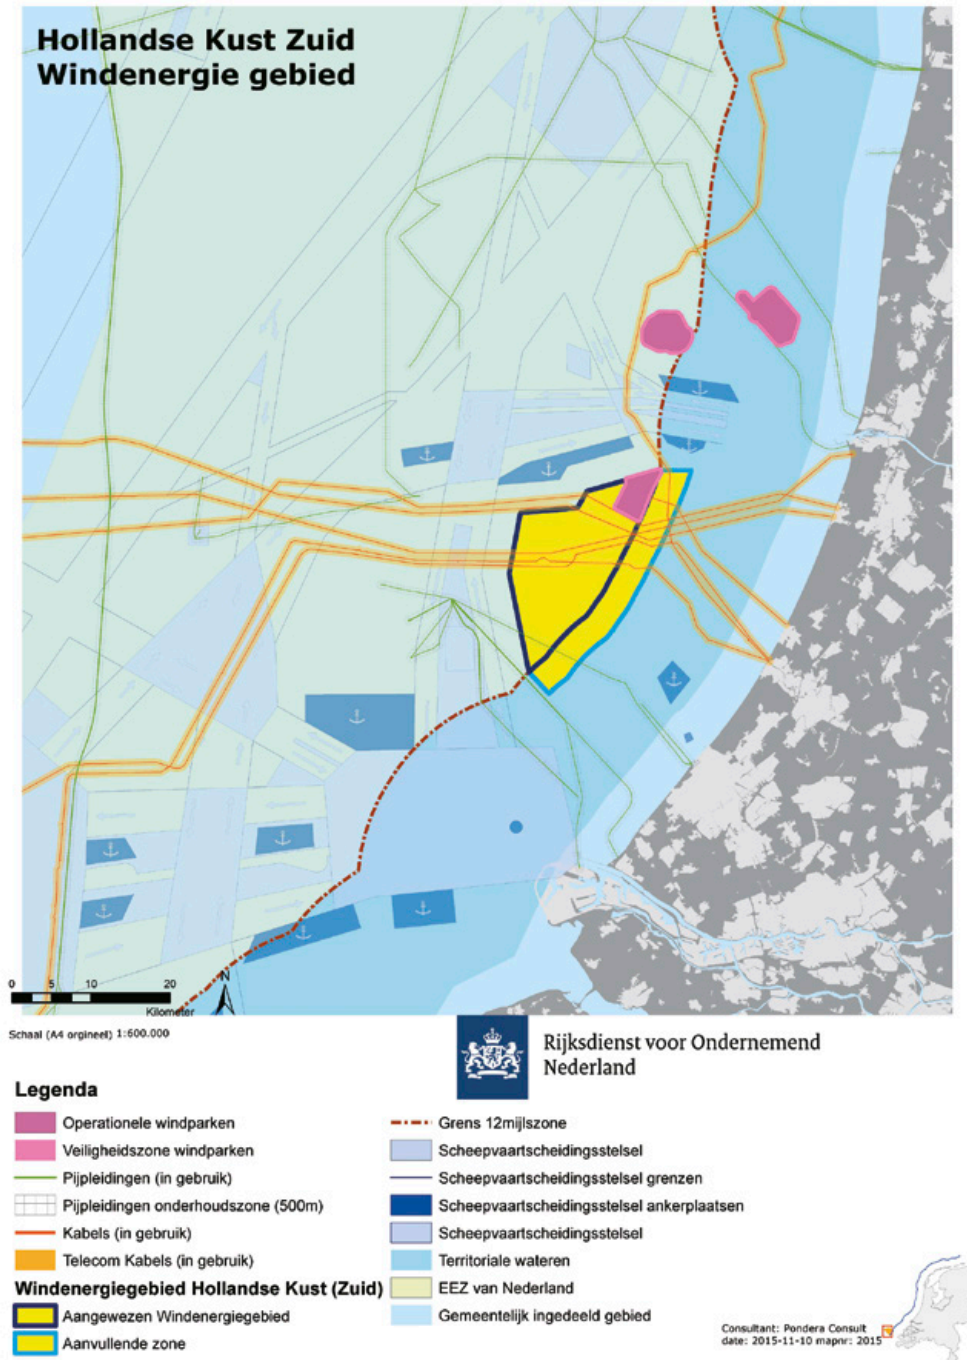 Hollandse Kust Zuid
Windenergie gebied
0 5 10 20
Kilometer
N
Schaal (A4 orgineel) 1:600.000
Rijksdienst voor Ondernemend
Nederland
Legenda
Operationele windparken
Veiligheidszone windparken
Pijpleidingen (in gebruik)
Pijpleidingen onderhoudszone (500m)
Kabels (in gebruik)
Telecom Kabels (in gebruik)
Windenergiegebied Hollandse Kust (Zuid)
Aangewezen Windenergiegebied
Aanvullende zone
Grens 12mijlszone
Scheepvaartscheidingsstelsel
Scheepvaartscheidingsstelsel grenzen
Scheepvaartscheidingsstelsel ankerplaatsen
Scheepvaartscheidingsstelsel
Territoriale wateren
EEZ van Nederland
Gemeentelijk ingedeeld gebied
Consultant: Pondera Consult
date: 2015-11-10 mapnr: 2015